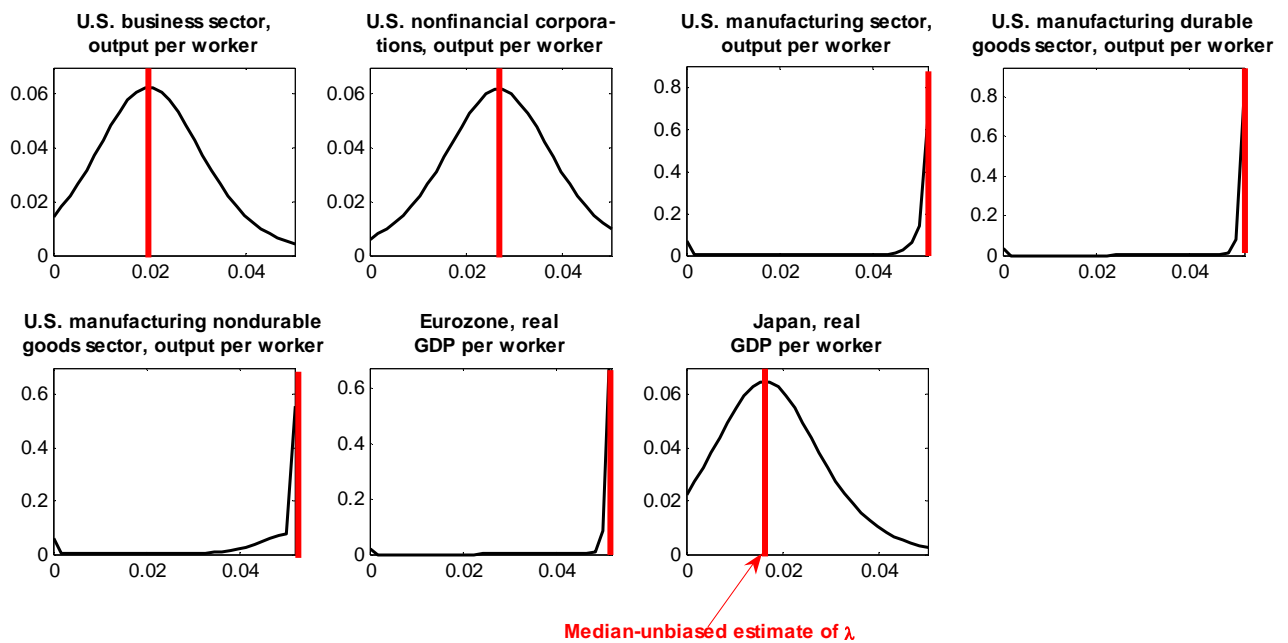 U.S. business sector,
output per worker
0.06
0.04
0.02
0
0 0.02 0.04
U.S. nonfinancial corpora-
tions, output per worker
0.06
0.04
0.02
0
0 0.02 0.04
U.S. manufacturing sector,
output per worker
0.8
0.6
0.4
0.2
0
0 0.02 0.04
U.S. manufacturing durable
goods sector, output per worker
0.8
0.6
0.4
0.2
0
0 0.02 0.04
U.S. manufacturing nondurable
goods sector, output per worker
0.6
0.4
0.2
0
0 0.02 0.04
Eurozone, real
GDP per worker
0.6
0.4
0.2
0
0 0.02 0.04
Japan, real
GDP per worker
0.06
0.04
0.02
0
0 0.02 0.04
Median-unbiased estimate of λ